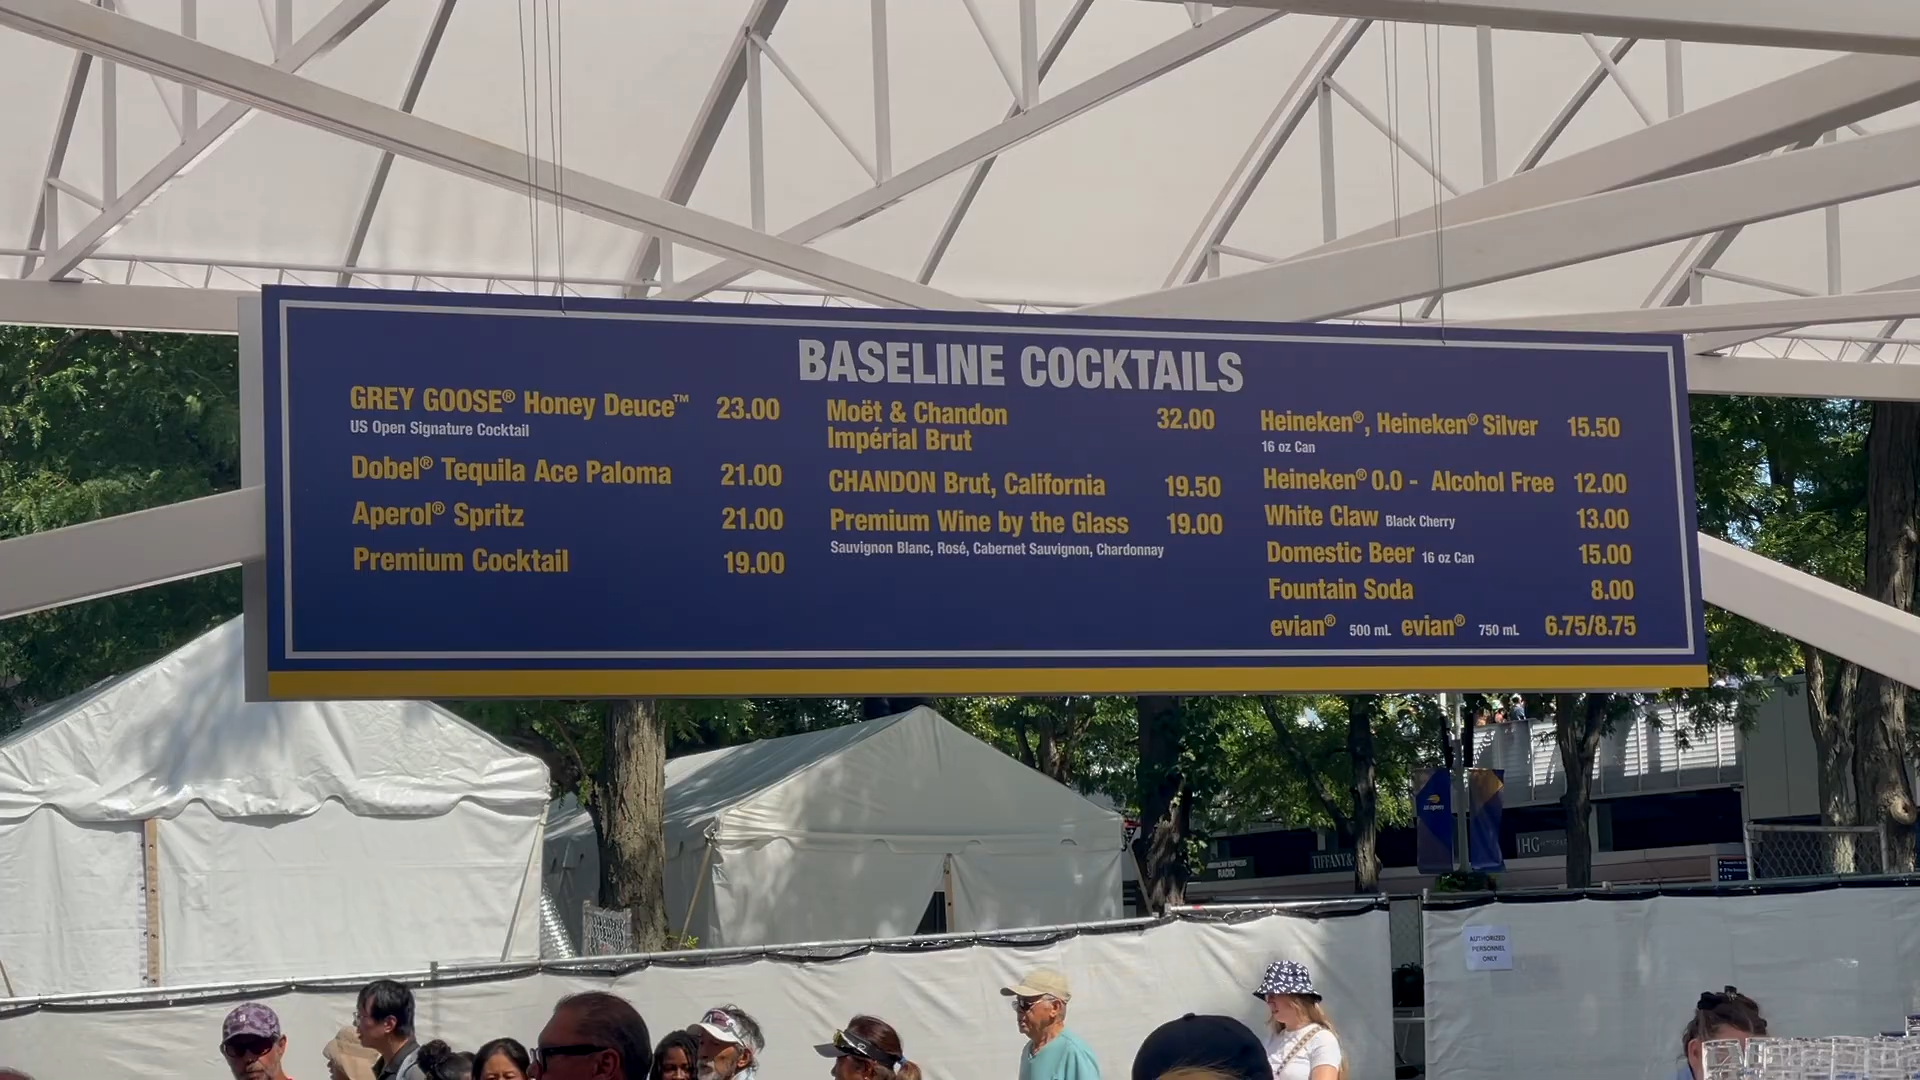 BASELINE COCKTAILS
GREY GOOSE® Honey Deuce™ 23.00
US Open Signature Cocktail
Dobel® Tequila Ace Paloma 21.00
Aperol® Spritz 21.00
Premium Cocktail 19.00
Moët & Chandon 32.00
Impérial Brut
CHANDON Brut, California 19.50
Premium Wine by the Glass 19.00
Sauvignon Blanc, Rosé, Cabernet Sauvignon, Chardonnay
Heineken®, Heineken® Silver 15.50
16 oz Can
Heineken® 0.0 - Alcohol Free 12.00
White Claw Black Cherry 13.00
Domestic Beer 16 oz Can 15.00
Fountain Soda 8.00
evian® 500 mL evian® 750 mL 6.75/8.75
AMERICAN EXPRESS
RADIO
TIFFANY &
IHG
AUTHORIZED
PERSONNEL
ONLY